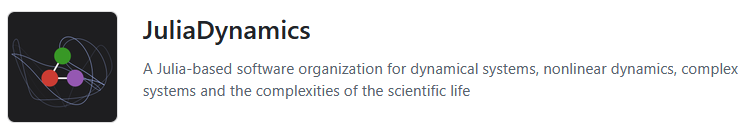 JuliaDynamics
A Julia-based software organization for dynamical systems, nonlinear dynamics, complex
systems and the complexities of the scientific life